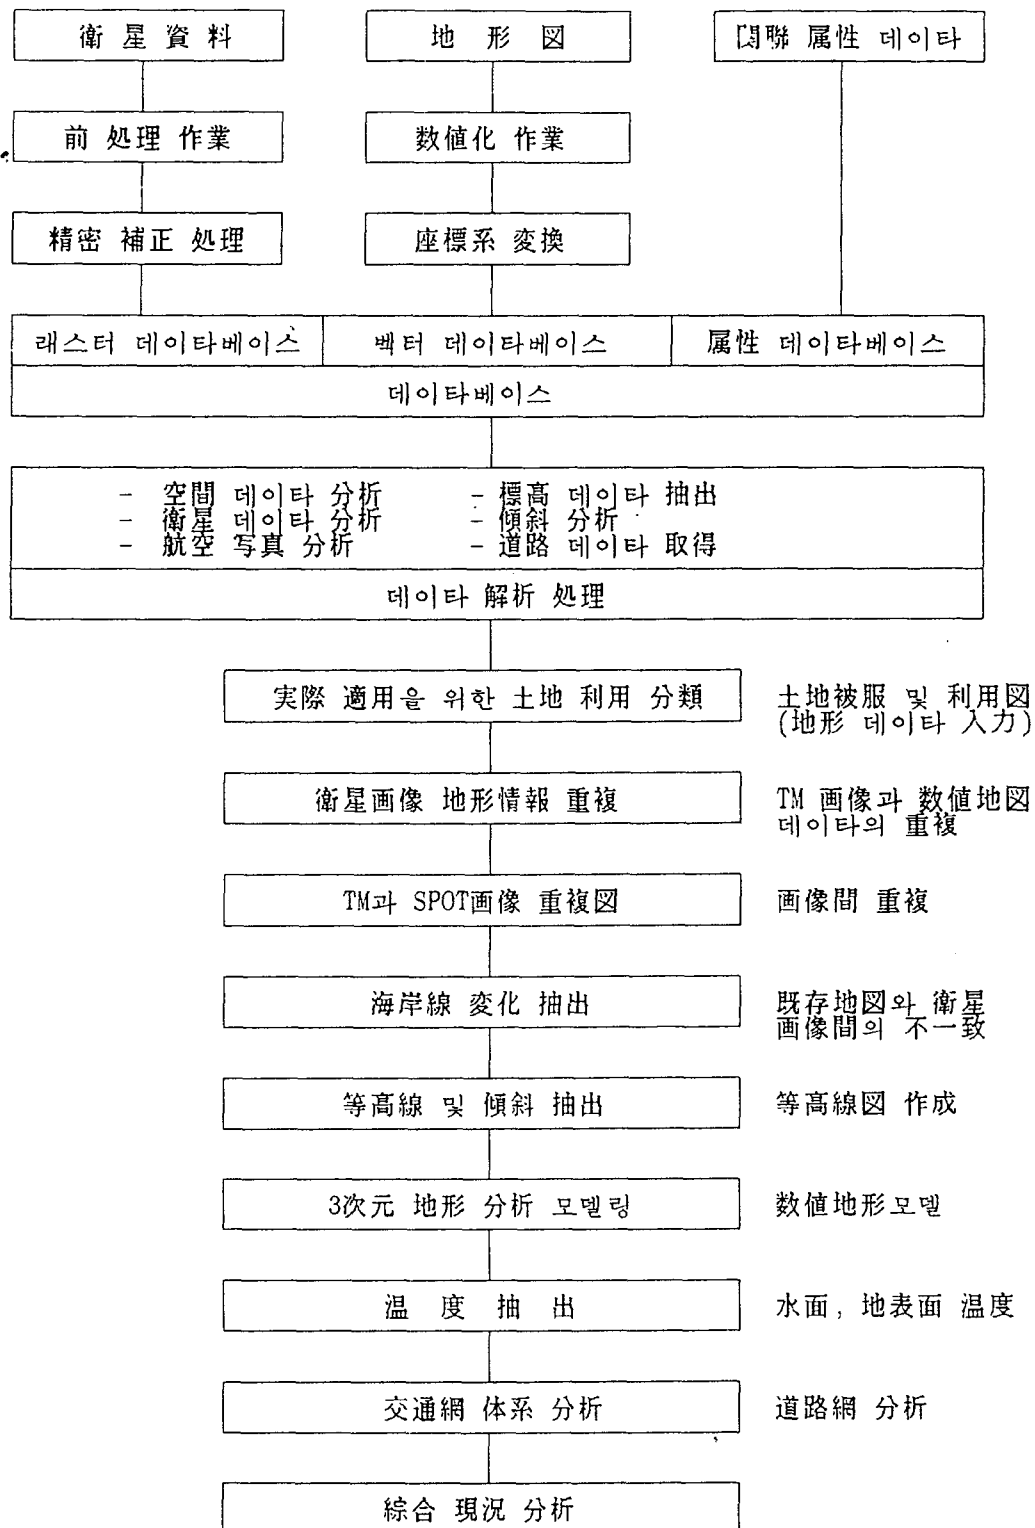 衛星資料
地形図
関聯 属性 데이타
前 処理 作業
数値化 作業
精密 補正 処理
座標系 変換
래스터 데이타베이스
벡터 데이타베이스
属性 데이타베이스
데이타베이스
- 空間 데이타 分析
- 衛星 데이타 分析
- 航空 写真 分析
- 標高 데이타 抽出
- 傾斜 分析
- 道路 데이타 取得
데이타 解析 処理
実際 適用을 위한 土地 利用 分類
土地被服 및 利用図
(地形 데이타 入力)
衛星画像 地形情報 重複
TM 画像과 数値地図
데이타의 重複
TM과 SPOT画像 重複図
画像間 重複
海岸線 変化 抽出
既存地図와 衛星
画像間의 不一致
等高線 및 傾斜 抽出
等高線図 作成
3次元 地形 分析 모델링
数値地形모델
温度抽出
水面, 地表面 温度
交通網 体系 分析
道路網 分析
綜合 現況 分析